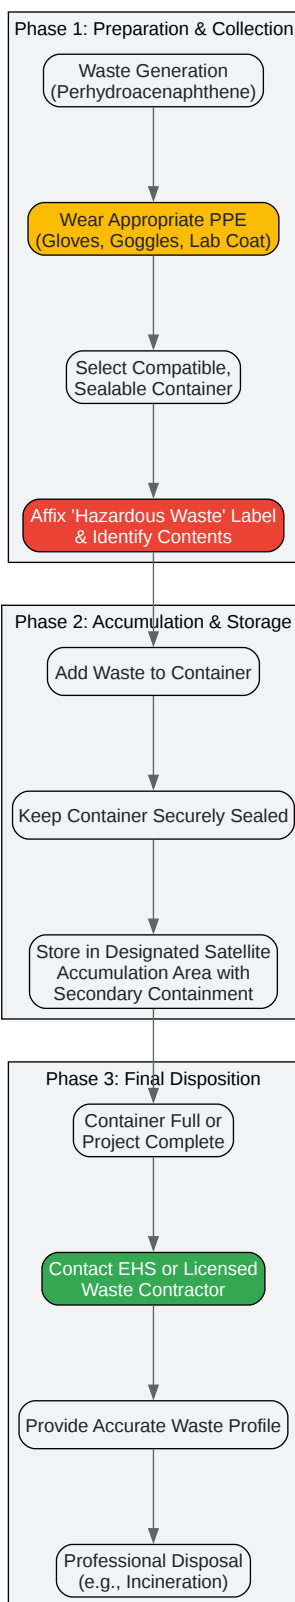 Phase 1: Preparation & Collection
Waste Generation
(Perhydroacenaphthene)
Wear Appropriate PPE
(Gloves, Goggles, Lab Coat)
Select Compatible,
Sealable Container
Affix 'Hazardous Waste' Label
& Identify Contents
Phase 2: Accumulation & Storage
Add Waste to Container
Keep Container Securely Sealed
Store in Designated Satellite
Accumulation Area with
Secondary Containment
Phase 3: Final Disposition
Container Full or
Project Complete
Contact EHS or Licensed
Waste Contractor
Provide Accurate Waste Profile
Professional Disposal
(e.g., Incineration)